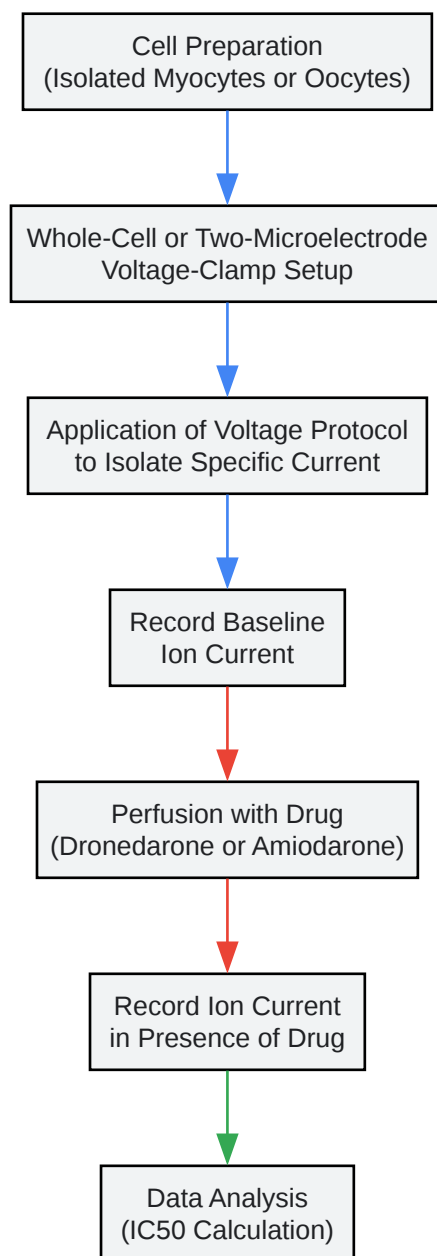 Cell Preparation
(Isolated Myocytes or Oocytes)
Whole-Cell or Two-Microelectrode
Voltage-Clamp Setup
Application of Voltage Protocol
to Isolate Specific Current
Record Baseline
Ion Current
Perfusion with Drug
(Dronedarone or Amiodarone)
Record Ion Current
in Presence of Drug
Data Analysis
(IC50 Calculation)